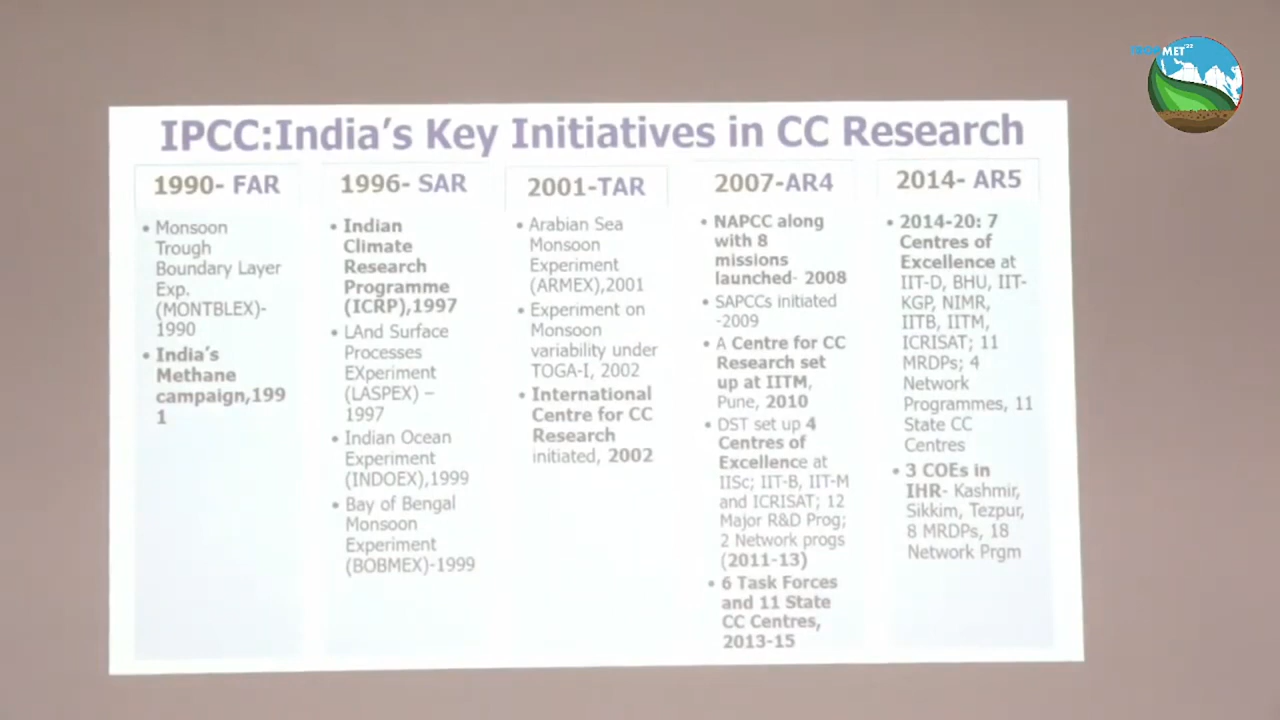 MET'22
IPCC:India's Key Initiatives in CC Research
1990- FAR
• Monsoon
Trough
Boundary Layer
Exp.
(MONTBLEX)-
1990
• India's
Methane
campaign,199
1
1996- SAR
• Indian
Climate
Research
Programme
(ICRP),1997
• LAnd Surface
Processes
EXperiment
(LASPEX) –
1997
• Indian Ocean
Experiment
(INDOEX),1999
• Bay of Bengal
Monsoon
Experiment
(BOBMEX)-1999
2001-TAR
• Arabian Sea
Monsoon
Experiment
(ARMEX),2001
• Experiment on
Monsoon
variability under
TOGA-I, 2002
• International
Centre for CC
Research
initiated, 2002
2007-AR4
• NAPCC along
with 8
missions
launched- 2008
• SAPCCs initiated
-2009
• A Centre for CC
Research set
up at IITM,
Pune, 2010
• DST set up 4
Centres of
Excellence at
IISc; IIT-B, IIT-M
and ICRISAT; 12
Major R&D Prog;
2 Network progs
(2011-13)
• 6 Task Forces
and 11 State
CC Centres,
2013-15
2014- AR5
• 2014-20: 7
Centres of
Excellence at
IIT-D, BHU, IIT-
KGP, NIMR,
IITB, IITM,
ICRISAT; 11
MRDPs; 4
Network
Programmes, 11
State CC
Centres
• 3 COEs in
IHR- Kashmir,
Sikkim, Tezpur,
8 MRDPs, 18
Network Prgm